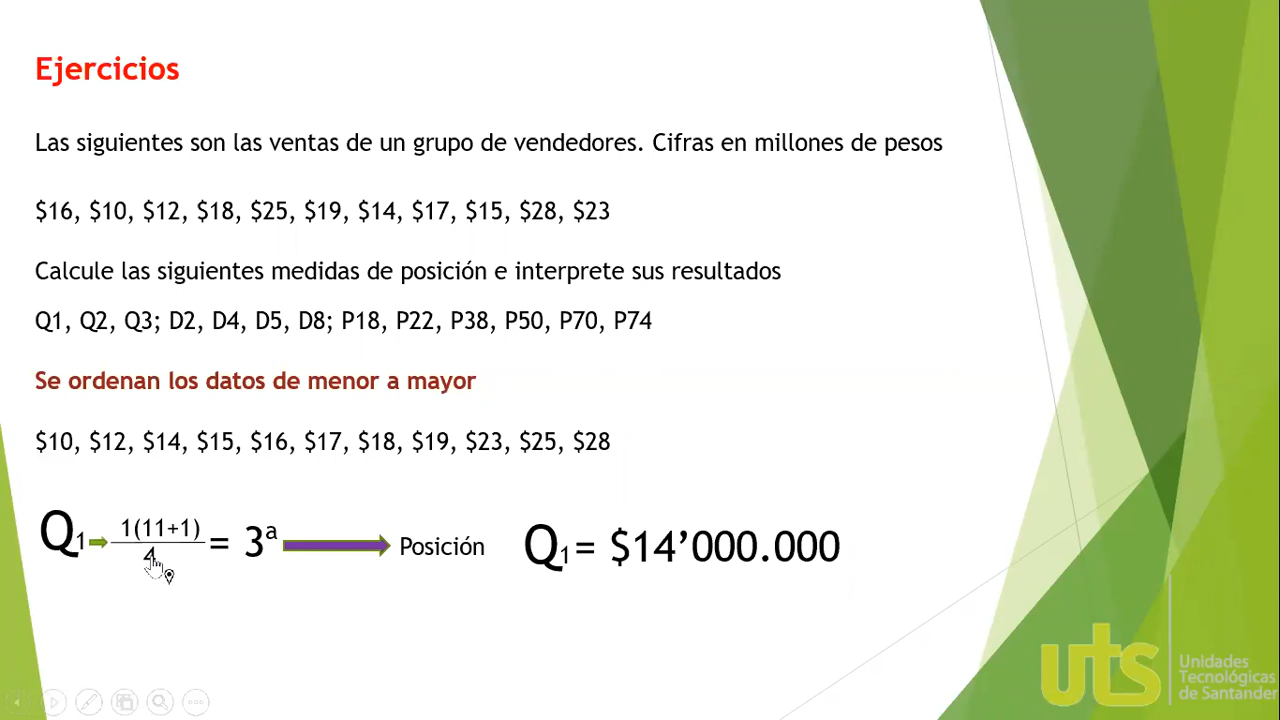 Ejercicios
Las siguientes son las ventas de un grupo de vendedores. Cifras en millones de pesos
$16, $10, $12, $18, $25, $19, $14, $17, $15, $28, $23
Calcule las siguientes medidas de posición e interprete sus resultados
Q1, Q2, Q3; D2, D4, D5, D8; P18, P22, P38, P50, P70, P74
Se ordenan los datos de menor a mayor
$10, $12, $14, $15, $16, $17, $18, $19, $23, $25, $28
Q₁ 1(11+1)/4 = 3ª Posición Q₁= $14’000.000
uts Unidades
Tecnológicas
de Santander